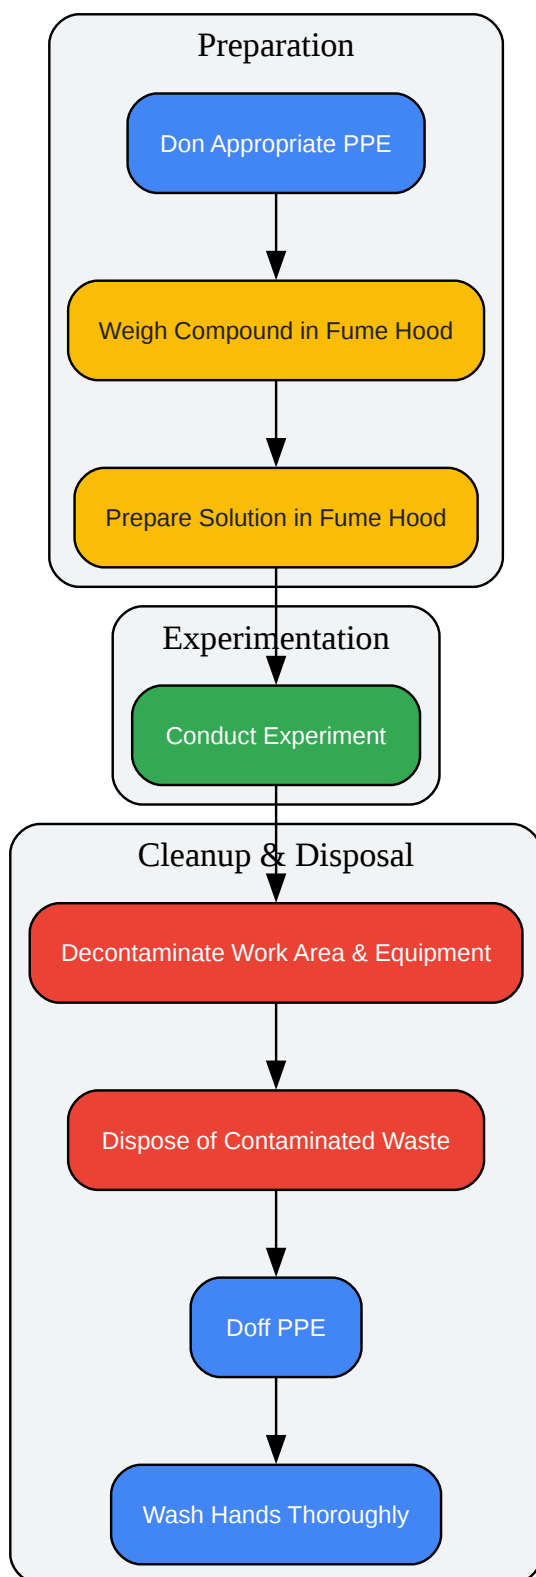 Preparation
Don Appropriate PPE
Weigh Compound in Fume Hood
Prepare Solution in Fume Hood
Experimentation
Conduct Experiment
Cleanup & Disposal
Decontaminate Work Area & Equipment
Dispose of Contaminated Waste
Doff PPE
Wash Hands Thoroughly